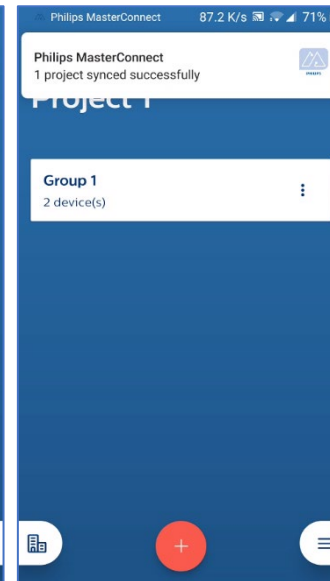 Philips MasterConnect 87.2 K/s 71%
Philips MasterConnect
1 project synced successfully
Project 1
Group 1
2 device(s)